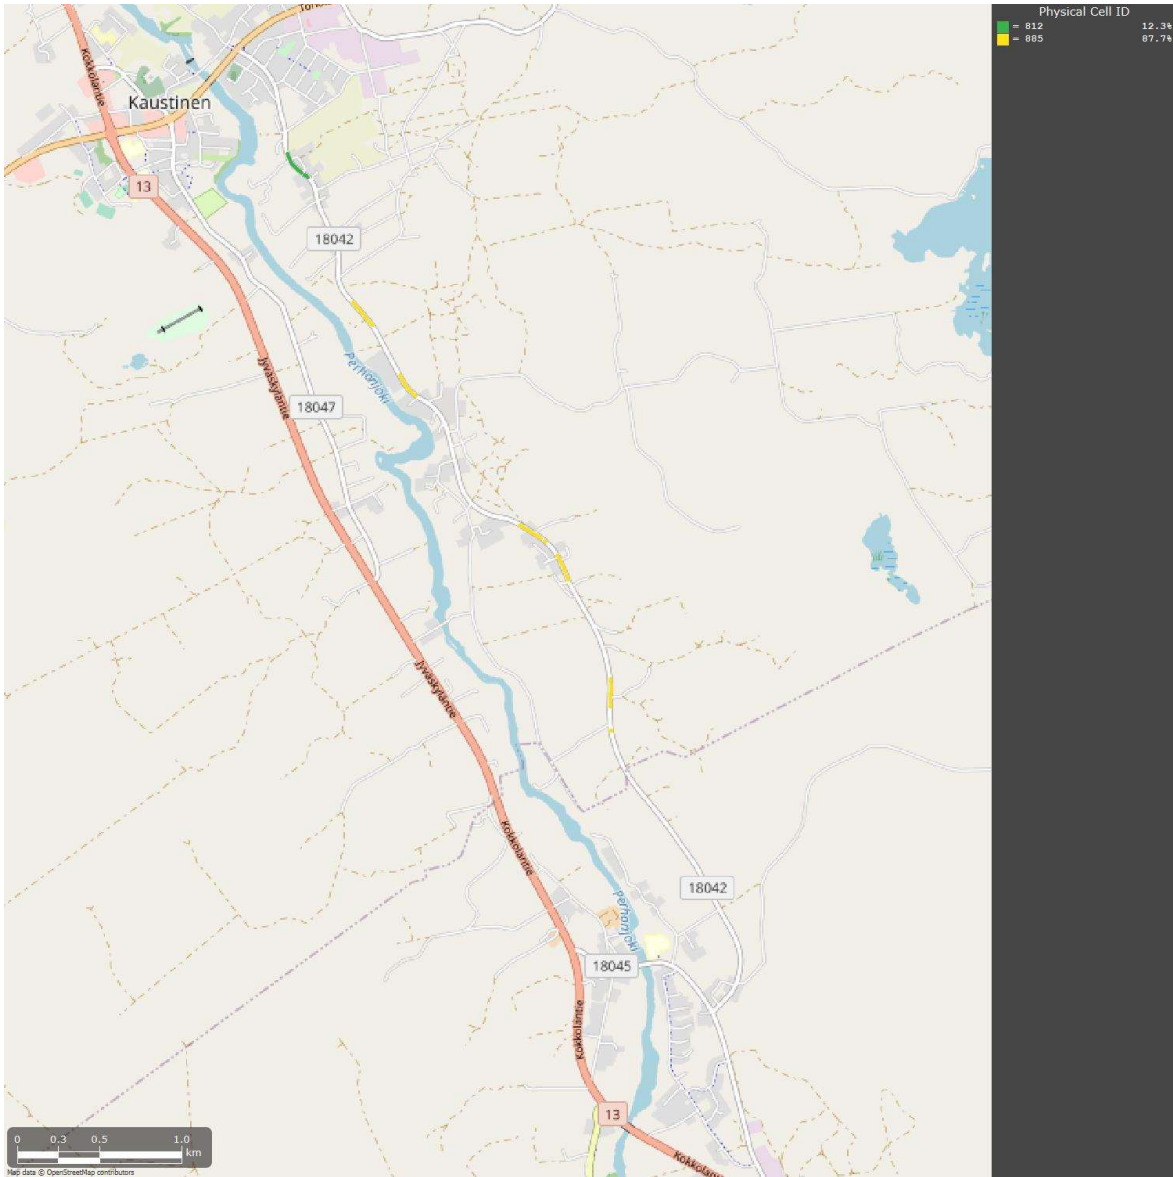 Physical Cell ID
= 812 12.3%
= 885 87.7%
Kokkolantie
Kaustinen
13
18042
Perhonjoki
Jyväskyläntie
18047
Jyväskyläntie
Kokkolantie
18042
Perhonjoki
18045
Kokkolantie
13
0 0.3 0.5 1.0
km
Map data © OpenStreetMap contributors